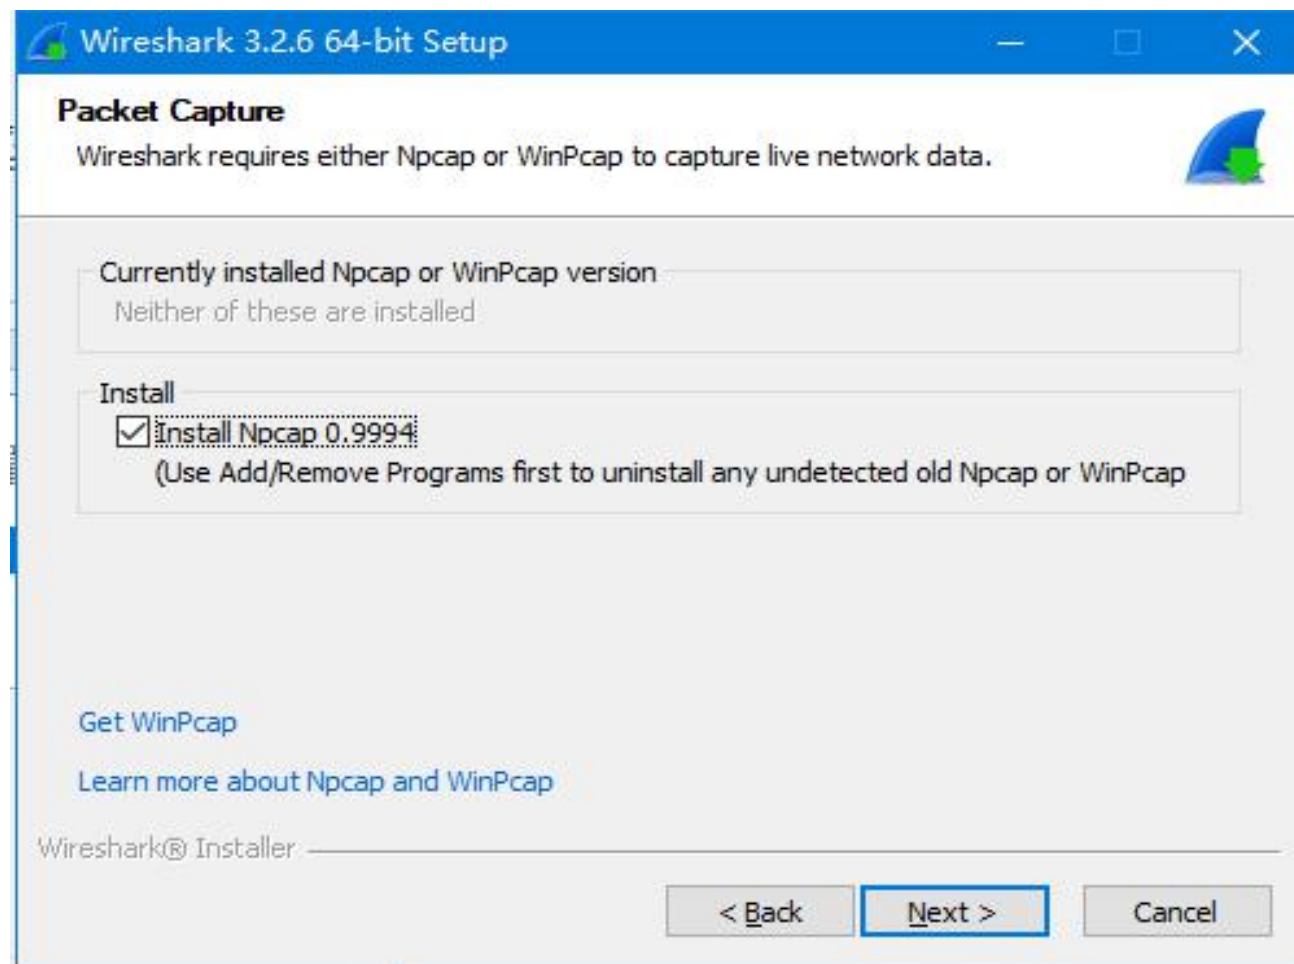 Wireshark 3.2.6 64-bit Setup
Packet Capture
Wireshark requires either Npcap or WinPcap to capture live network data.
Currently installed Npcap or WinPcap version
Neither of these are installed
Install
Install Npcap 0.9994
(Use Add/Remove Programs first to uninstall any undetected old Npcap or WinPcap
Get WinPcap
Learn more about Npcap and WinPcap
Wireshark® Installer
< Back Next > Cancel